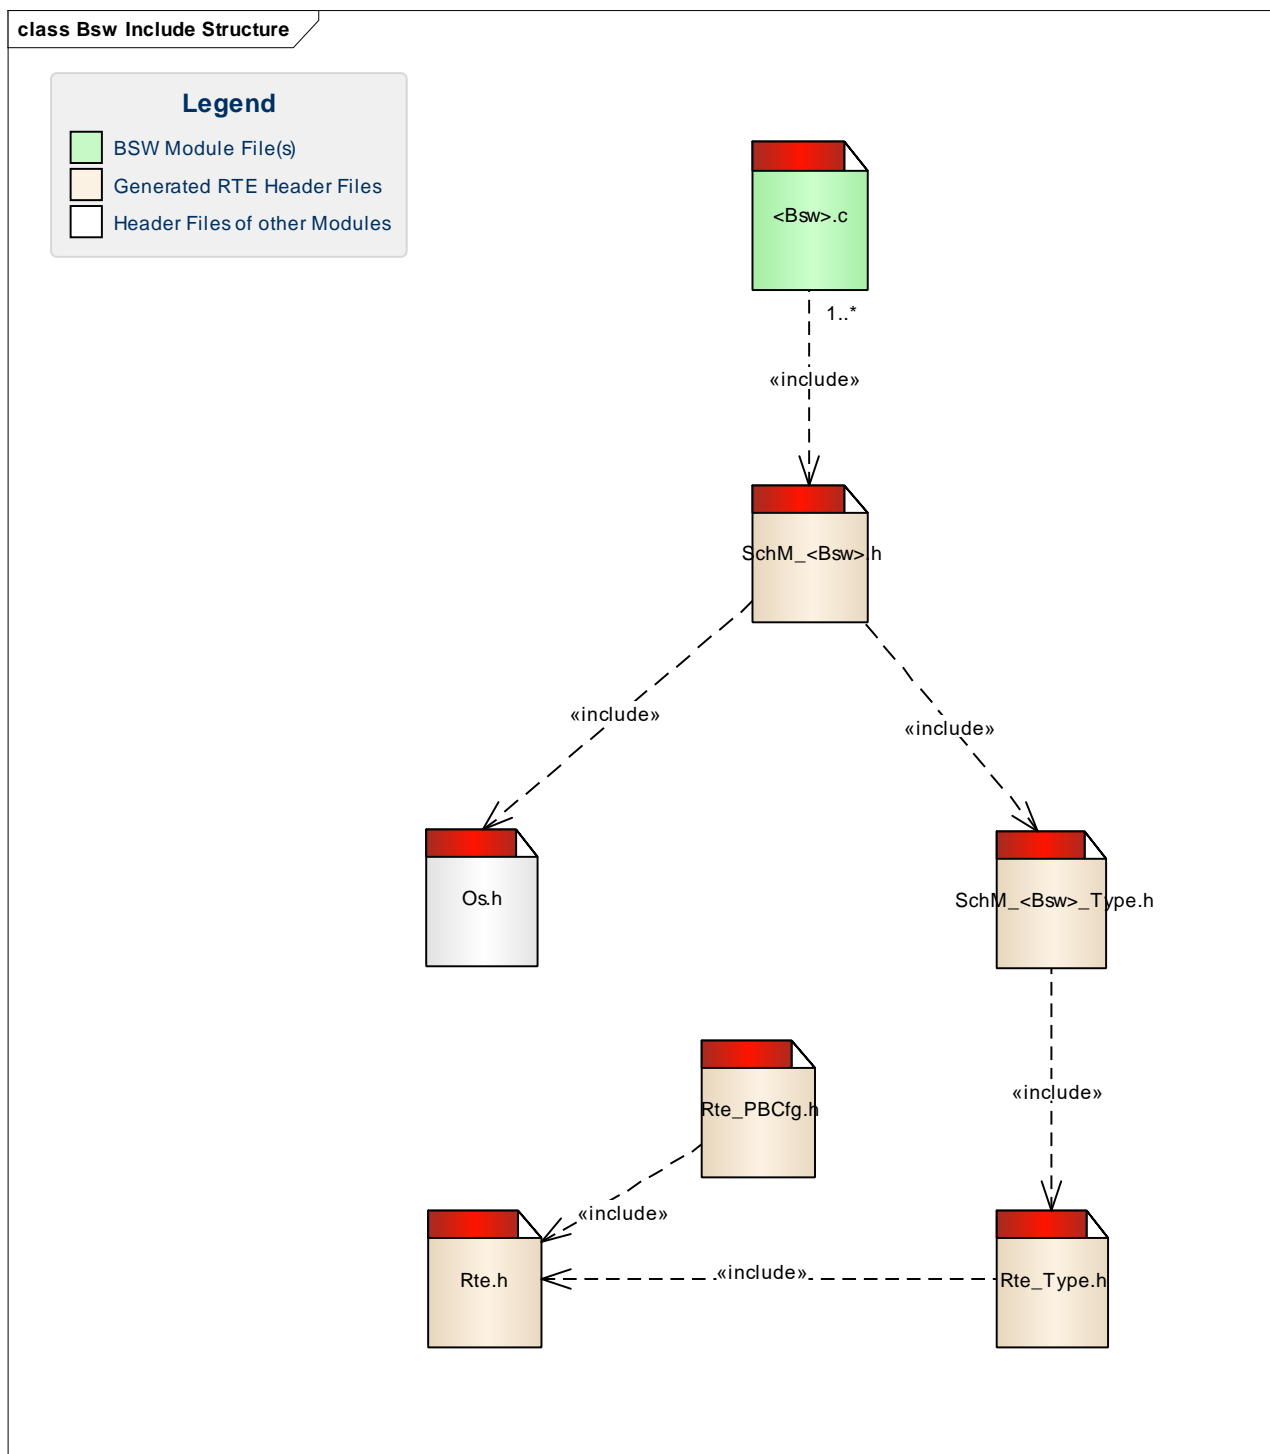 class Bsw Include Structure
Legend
BSW Module File(s)
Generated RTE Header Files
Header Files of other Modules
<Bsw>.c
1..*
«include»
SchM_<Bsw>.h
«include»
«include»
Os.h
SchM_<Bsw>_Type.h
«include»
Rte_PBCfg.h
«include»
«include»
Rte.h
Rte_Type.h